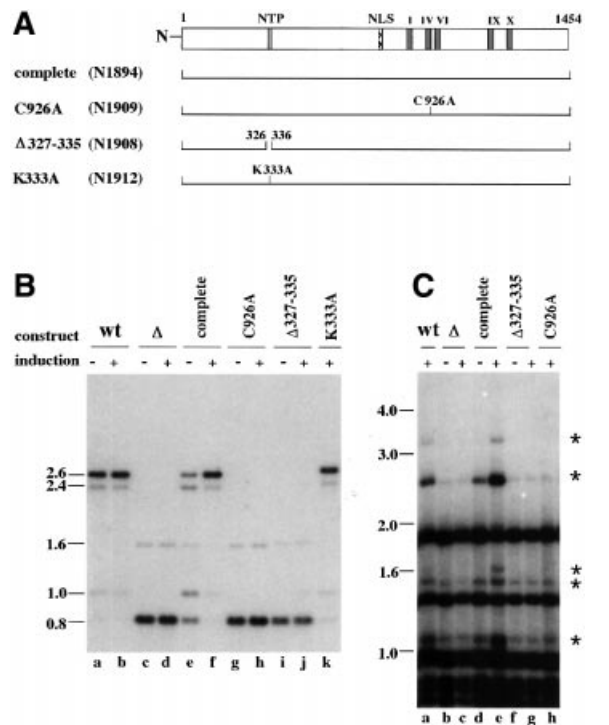 A
1 NTP NLS I IV VI IX X 1454
N
complete (N1894)
C926A (N1909) C926A
Δ327-335 (N1908) 326 336
K333A (N1912) K333A
B
construct wt Δ complete C926A Δ327-335 K333A
induction - + - + - + - + - + +
2.6
2.4
1.6
1.0
0.8
a b c d e f g h i j k
C
wt Δ complete Δ327-335 C926A
+ - + - + - + +
4.0
3.0 *
*
2.0
1.6 *
*
1.0 *
a b c d e f g h